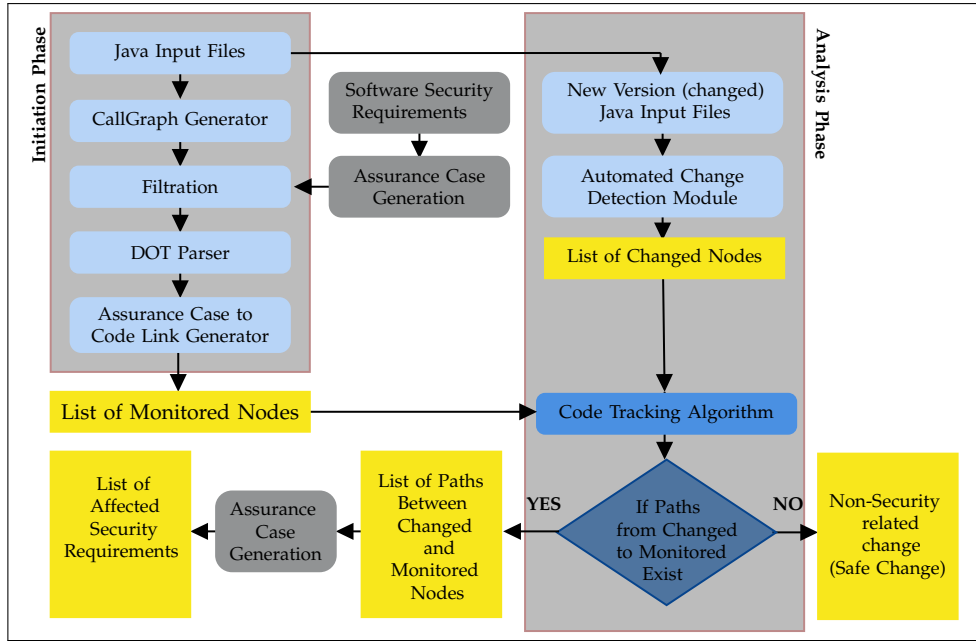 Initiation Phase
Java Input Files
CallGraph Generator
Filtration
DOT Parser
Assurance Case to
Code Link Generator
Software Security
Requirements
Assurance Case
Generation
Analysis Phase
New Version (changed)
Java Input Files
Automated Change
Detection Module
List of Changed Nodes
List of Monitored Nodes
Code Tracking Algorithm
List of
Affected
Security
Requirements
Assurance
Case
Generation
List of Paths
Between
Changed
and
Monitored
Nodes
YES
If Paths
from Changed
to Monitored
Exist
NO
Non-Security
related
change
(Safe Change)